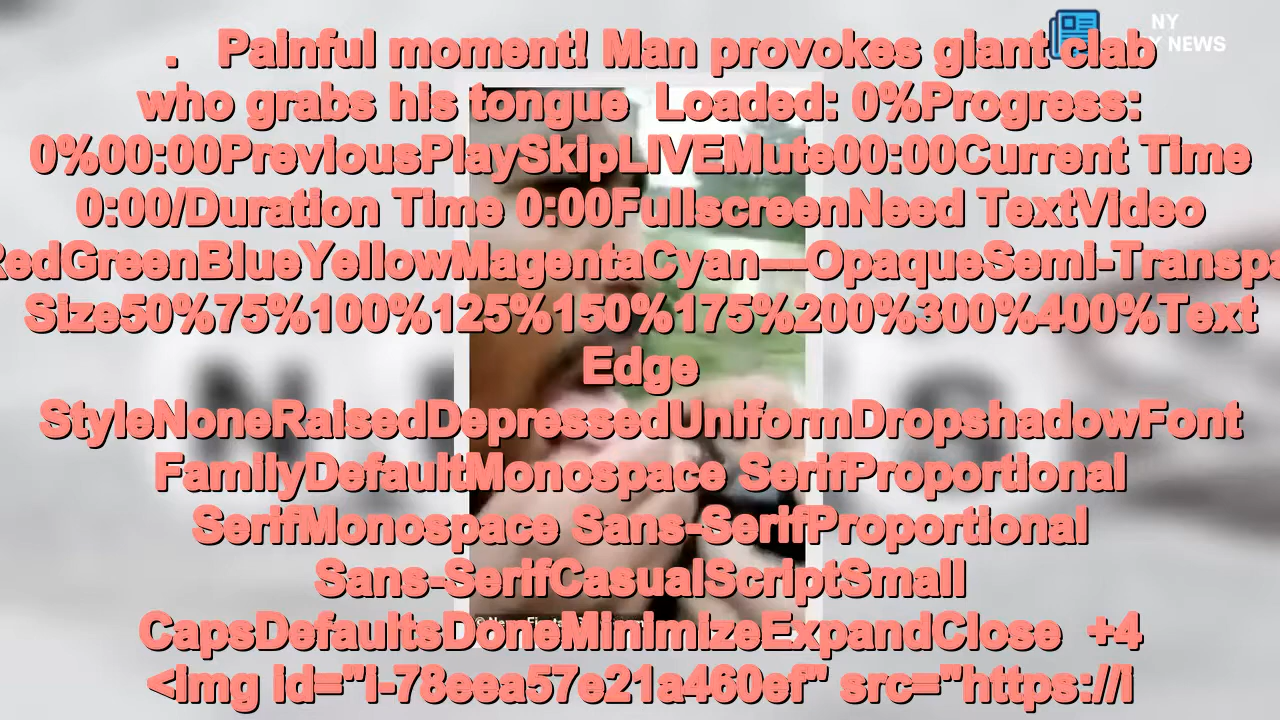 . Painful moment! Man provokes giant clab
who grabs his tongue Loaded: 0%Progress:
0%00:00PreviousPlaySkipLIVEMute00:00Current Time
0:00/Duration Time 0:00FullscreenNeed TextVideo
RedGreenBlueYellowMagentaCyan—OpaqueSemi-Transpa
Size50%75%100%125%150%175%200%300%400%Text
Edge
StyleNoneRaisedDepressedUniformDropshadowFont
FamilyDefaultMonospace SerifProportional
SerifMonospace Sans-SerifProportional
Sans-SerifCasualScriptSmall
CapsDefaultsDoneMinimizeExpandClose +4
<img id="i-78eea57e21a460ef" src="https://i
NY
NEWS